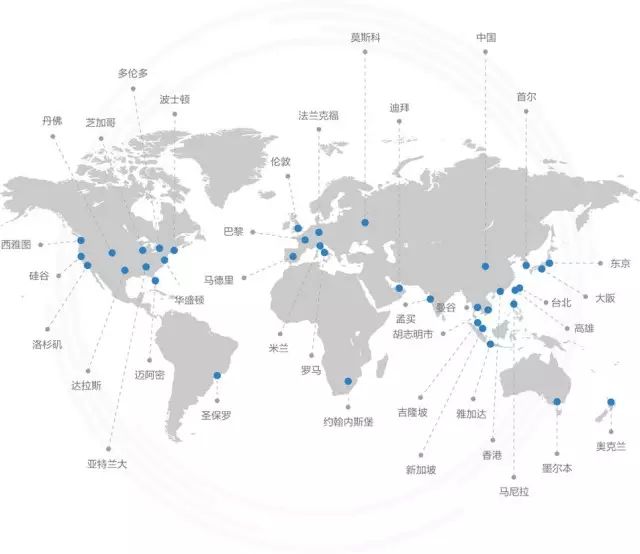 莫斯科
中国
多伦多
迪拜
首尔
波士顿
法兰克福
丹佛
芝加哥
伦敦
巴黎
西雅图
东京
硅谷
马德里
华盛顿
孟买
曼谷
台北
大阪
胡志明市
高雄
洛杉矶
米兰
罗马
达拉斯
迈阿密
圣保罗
约翰内斯堡
吉隆坡
雅加达
奥克兰
亚特兰大
新加坡
香港
墨尔本
马尼拉